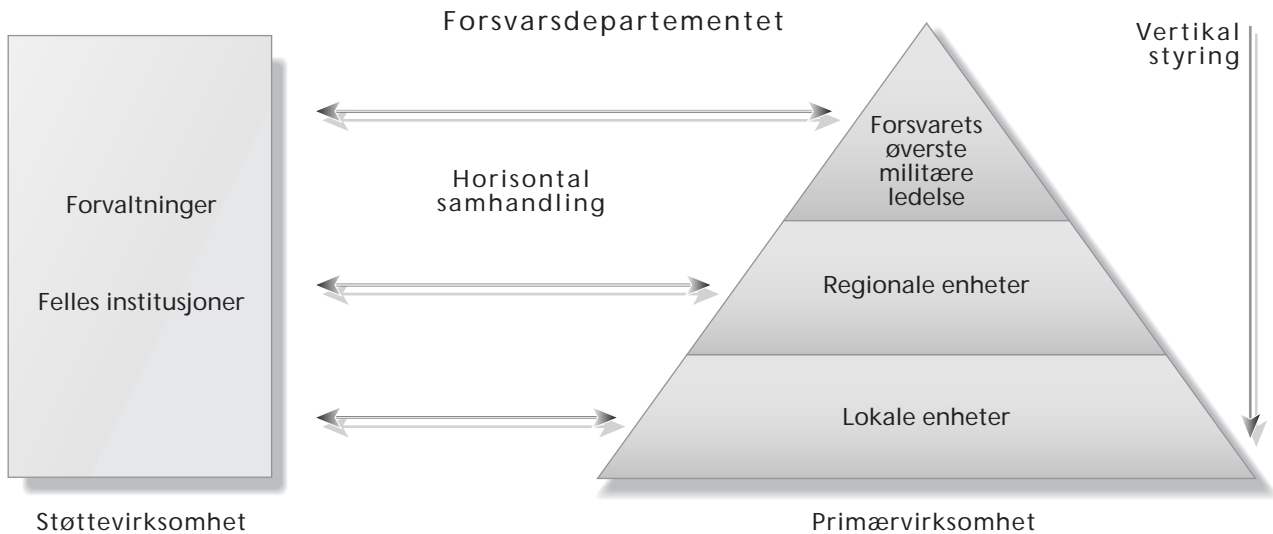 Forsvarsdepartementet
Vertikal
styring
Forsvarets
øverste
militære
ledelse
Horisontal
samhandling
Forvaltninger
Felles institusjoner
Regionale enheter
Lokale enheter
Støttevirksomhet
Primærvirksomhet